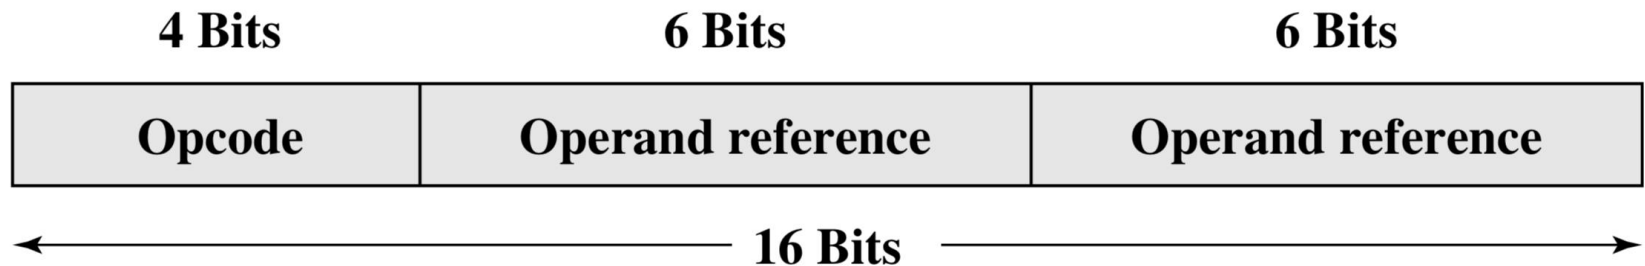 4 Bits 6 Bits 6 Bits
Opcode Operand reference Operand reference
16 Bits